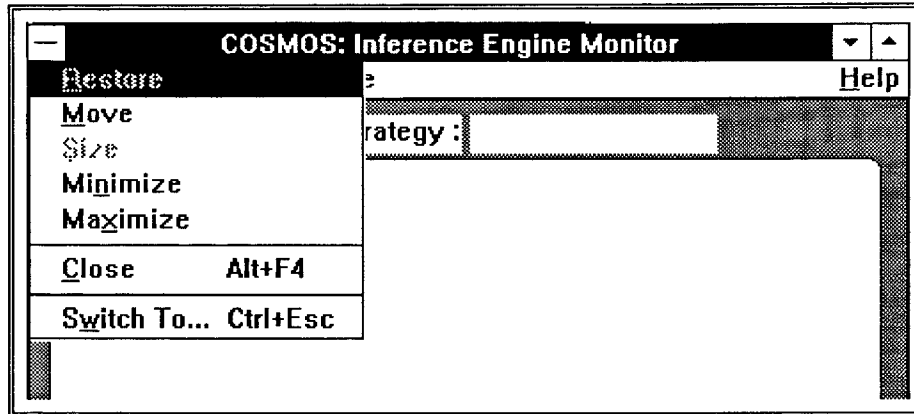 COSMOS: Inference Engine Monitor
Restore
e Help
Move
rategy :
Size
Minimize
Maximize
Close Alt+F4
Switch To... Ctrl+Esc